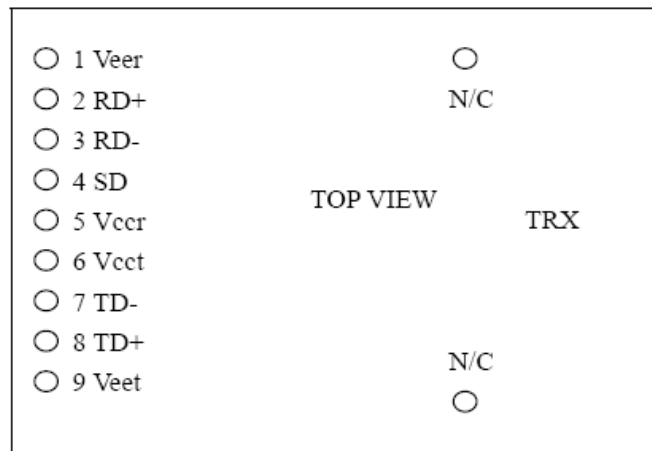 1 Veer
2 RD+
N/C
3 RD-
4 SD
TOP VIEW
5 Vccr
TRX
6 Vcct
7 TD-
8 TD+
N/C
9 Veet